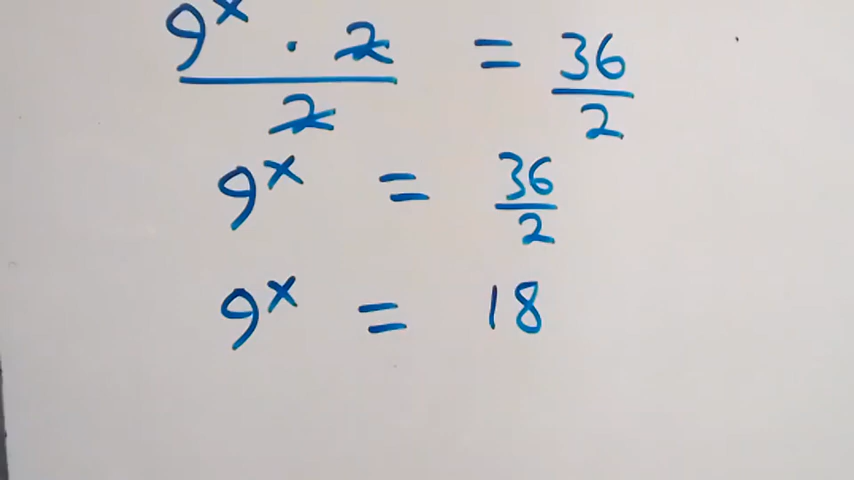 9^x · 2 / 2 = 36 / 2
9^x = 36 / 2
9^x = 18